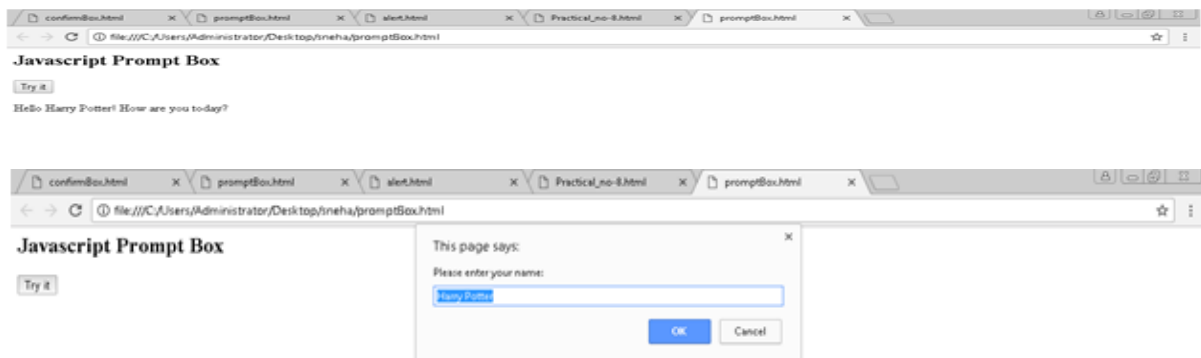 confirmBox.html promptBox.html alert.html Practical_no-8.html promptBox.html
file:///C:/Users/Administrator/Desktop/sneha/promptBox.html
Javascript Prompt Box
Try it
Hello Harry Potter! How are you today?
confirmBox.html promptBox.html alert.html Practical_no-8.html promptBox.html
file:///C:/Users/Administrator/Desktop/sneha/promptBox.html
Javascript Prompt Box
Try it
This page says:
Please enter your name:
Harry Potter
OK Cancel